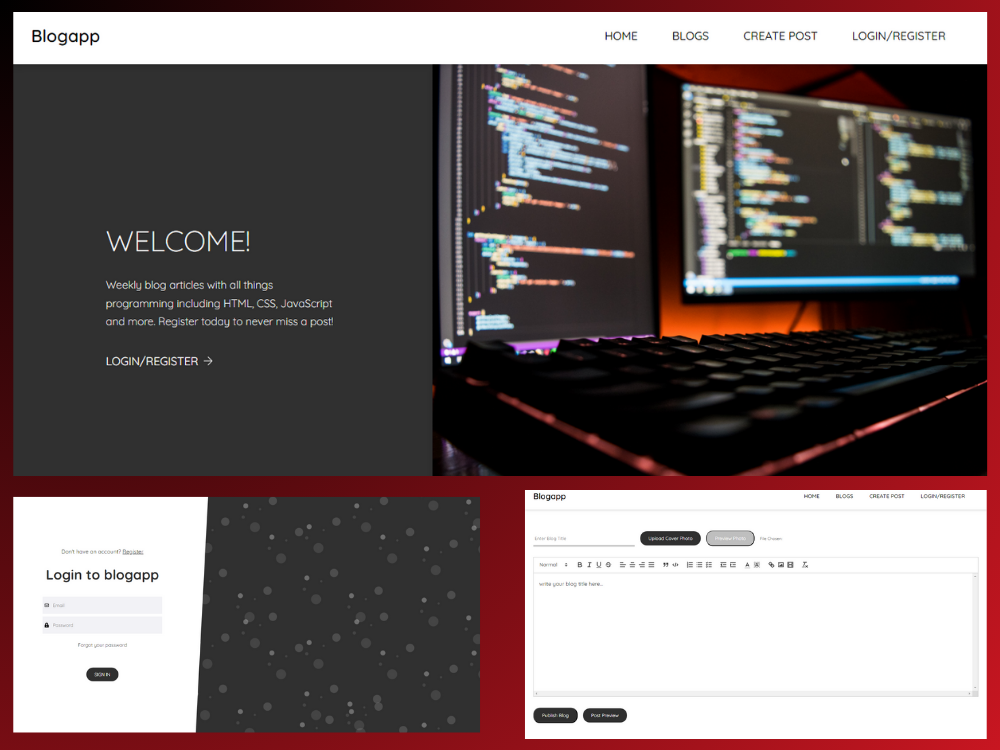 Blogapp
HOME BLOGS CREATE POST LOGIN/REGISTER
WELCOME!
Weekly blog articles with all things
programming including HTML, CSS, JavaScript
and more. Register today to never miss a post!
LOGIN/REGISTER →
Don't have an account? Register
Login to blogapp
Email
Password
Forgot your password
SIGN IN
Blogapp
HOME BLOGS CREATE POST LOGIN/REGISTER
Enter Blog Title
Upload Cover Photo
Preview Photo
File Chosen:
Normal
write your blog title here...
Publish Blog
Post Preview